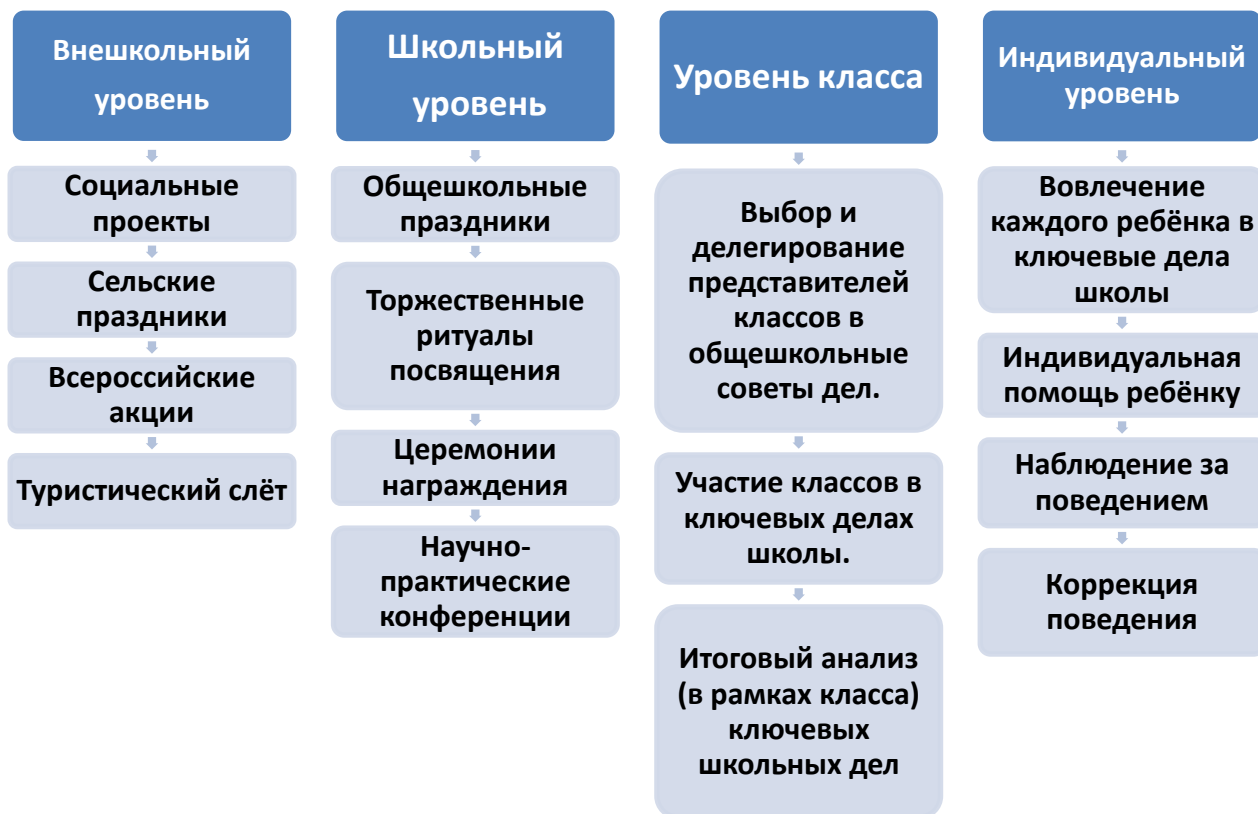 Внешкольный
уровень
Социальные
проекты
Сельские
праздники
Всероссийские
акции
Туристический слёт
Школьный
уровень
Общешкольные
праздники
Торжественные
ритуалы
посвящения
Церемонии
награждения
Научно-
практические
конференции
Уровень класса
Выбор и
делегирование
представителей
классов в
общешкольные
советы дел.
Участие классов в
ключевых делах
школы.
Итоговый анализ
(в рамках класса)
ключевых
школьных дел
Индивидуальный
уровень
Вовлечение
каждого ребёнка в
ключевые дела
школы
Индивидуальная
помощь ребёнку
Наблюдение за
поведением
Коррекция
поведения